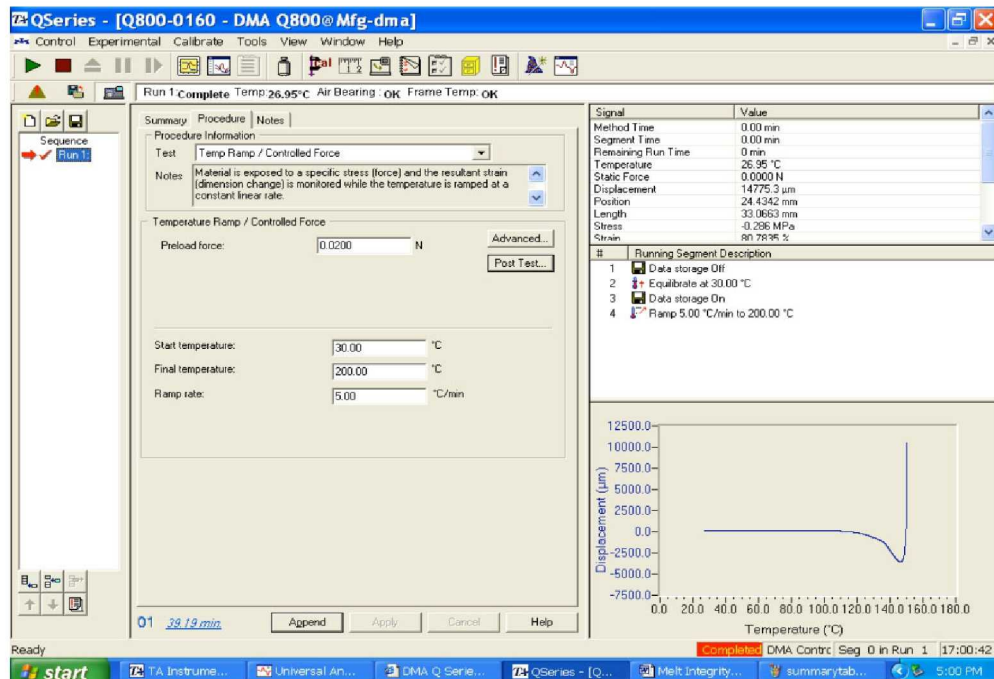 QSeries - [Q800-0160 - DMA Q800@Mfg-dma]
Control Experimental Calibrate Tools View Window Help
Run 1: Complete Temp: 26.95°C Air Bearing : OK Frame Temp: OK
Sequence
Run 1:
Summary Procedure Notes
Procedure Information
Test Temp Ramp / Controlled Force
Notes Material is exposed to a specific stress (force) and the resultant strain
(dimension change) is monitored while the temperature is ramped at a
constant linear rate.
Temperature Ramp / Controlled Force
Preload force: 0.0200 N
Advanced...
Post Test...
Start temperature: 30.00 °C
Final temperature: 200.00 °C
Ramp rate: 5.00 °C/min
01 39.19 min. Append Apply Cancel Help
Signal Value
Method Time 0.00 min
Segment Time 0.00 min
Remaining Run Time 0 min
Temperature 26.95 °C
Static Force 0.0000 N
Displacement 14775.3 µm
Position 24.4342 mm
Length 33.0663 mm
Stress -0.286 MPa
Strain 80.7835 %
# Running Segment Description
1 Data storage Off
2 Equilibrate at 30.00 °C
3 Data storage On
4 Ramp 5.00 °C/min to 200.00 °C
12500.0
10000.0
7500.0
5000.0
2500.0
0.0
-2500.0
-5000.0
-7500.0
Displacement (µm)
0.0 20.0 40.0 60.0 80.0 100.0 120.0 140.0 160.0 180.0
Temperature (°C)
Ready Completed DMA Contrc Seg 0 in Run 1 17:00:42
start TA Instrume... Universal An... DMA Q Serie... QSeries - [Q... Melt Integrity... summarytab... 5:00 PM